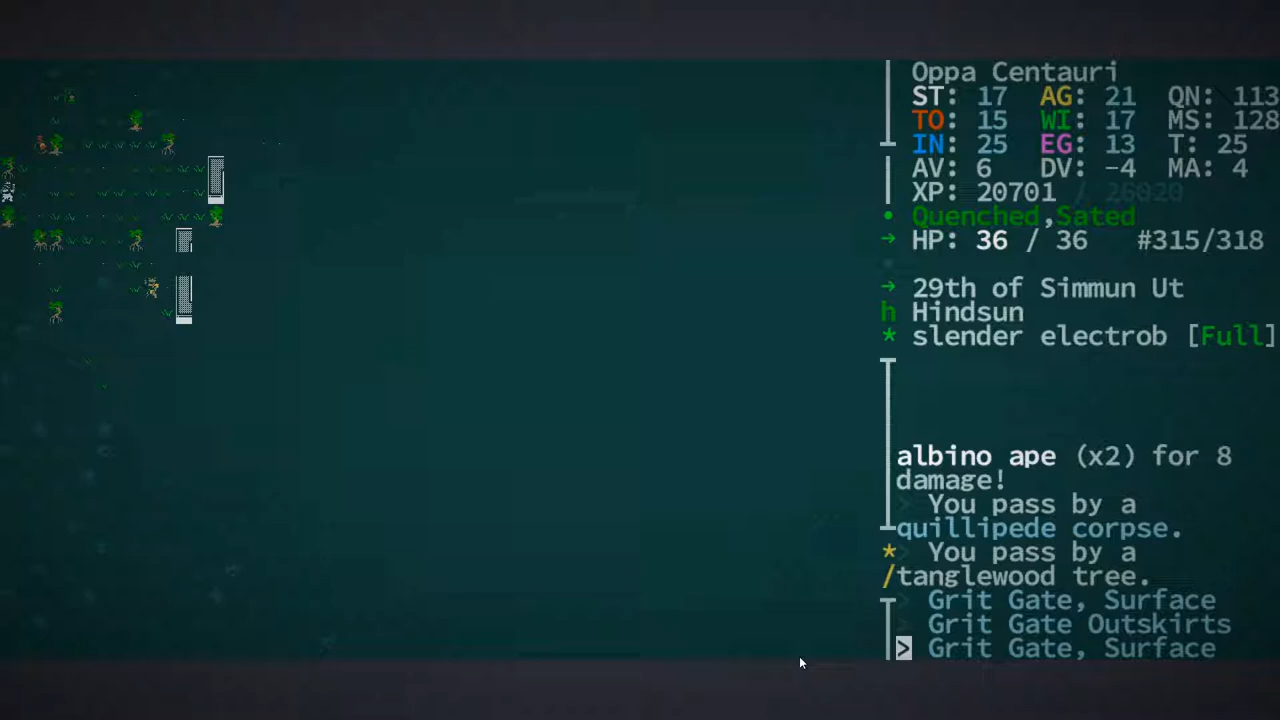 Oppa Centauri
ST: 17 AG: 21 QN: 113
TO: 15 WI: 17 MS: 128
IN: 25 EG: 13 T: 25
AV: 6 DV: -4 MA: 4
XP: 20701 / 26020
Quenched,Sated
HP: 36 / 36 #315/318
29th of Simmun Ut
h Hindsun
* slender electrob [Full]
albino ape (x2) for 8
damage!
> You pass by a
quillipede corpse.
* > You pass by a
/tanglewood tree.
> Grit Gate, Surface
> Grit Gate Outskirts
> Grit Gate, Surface